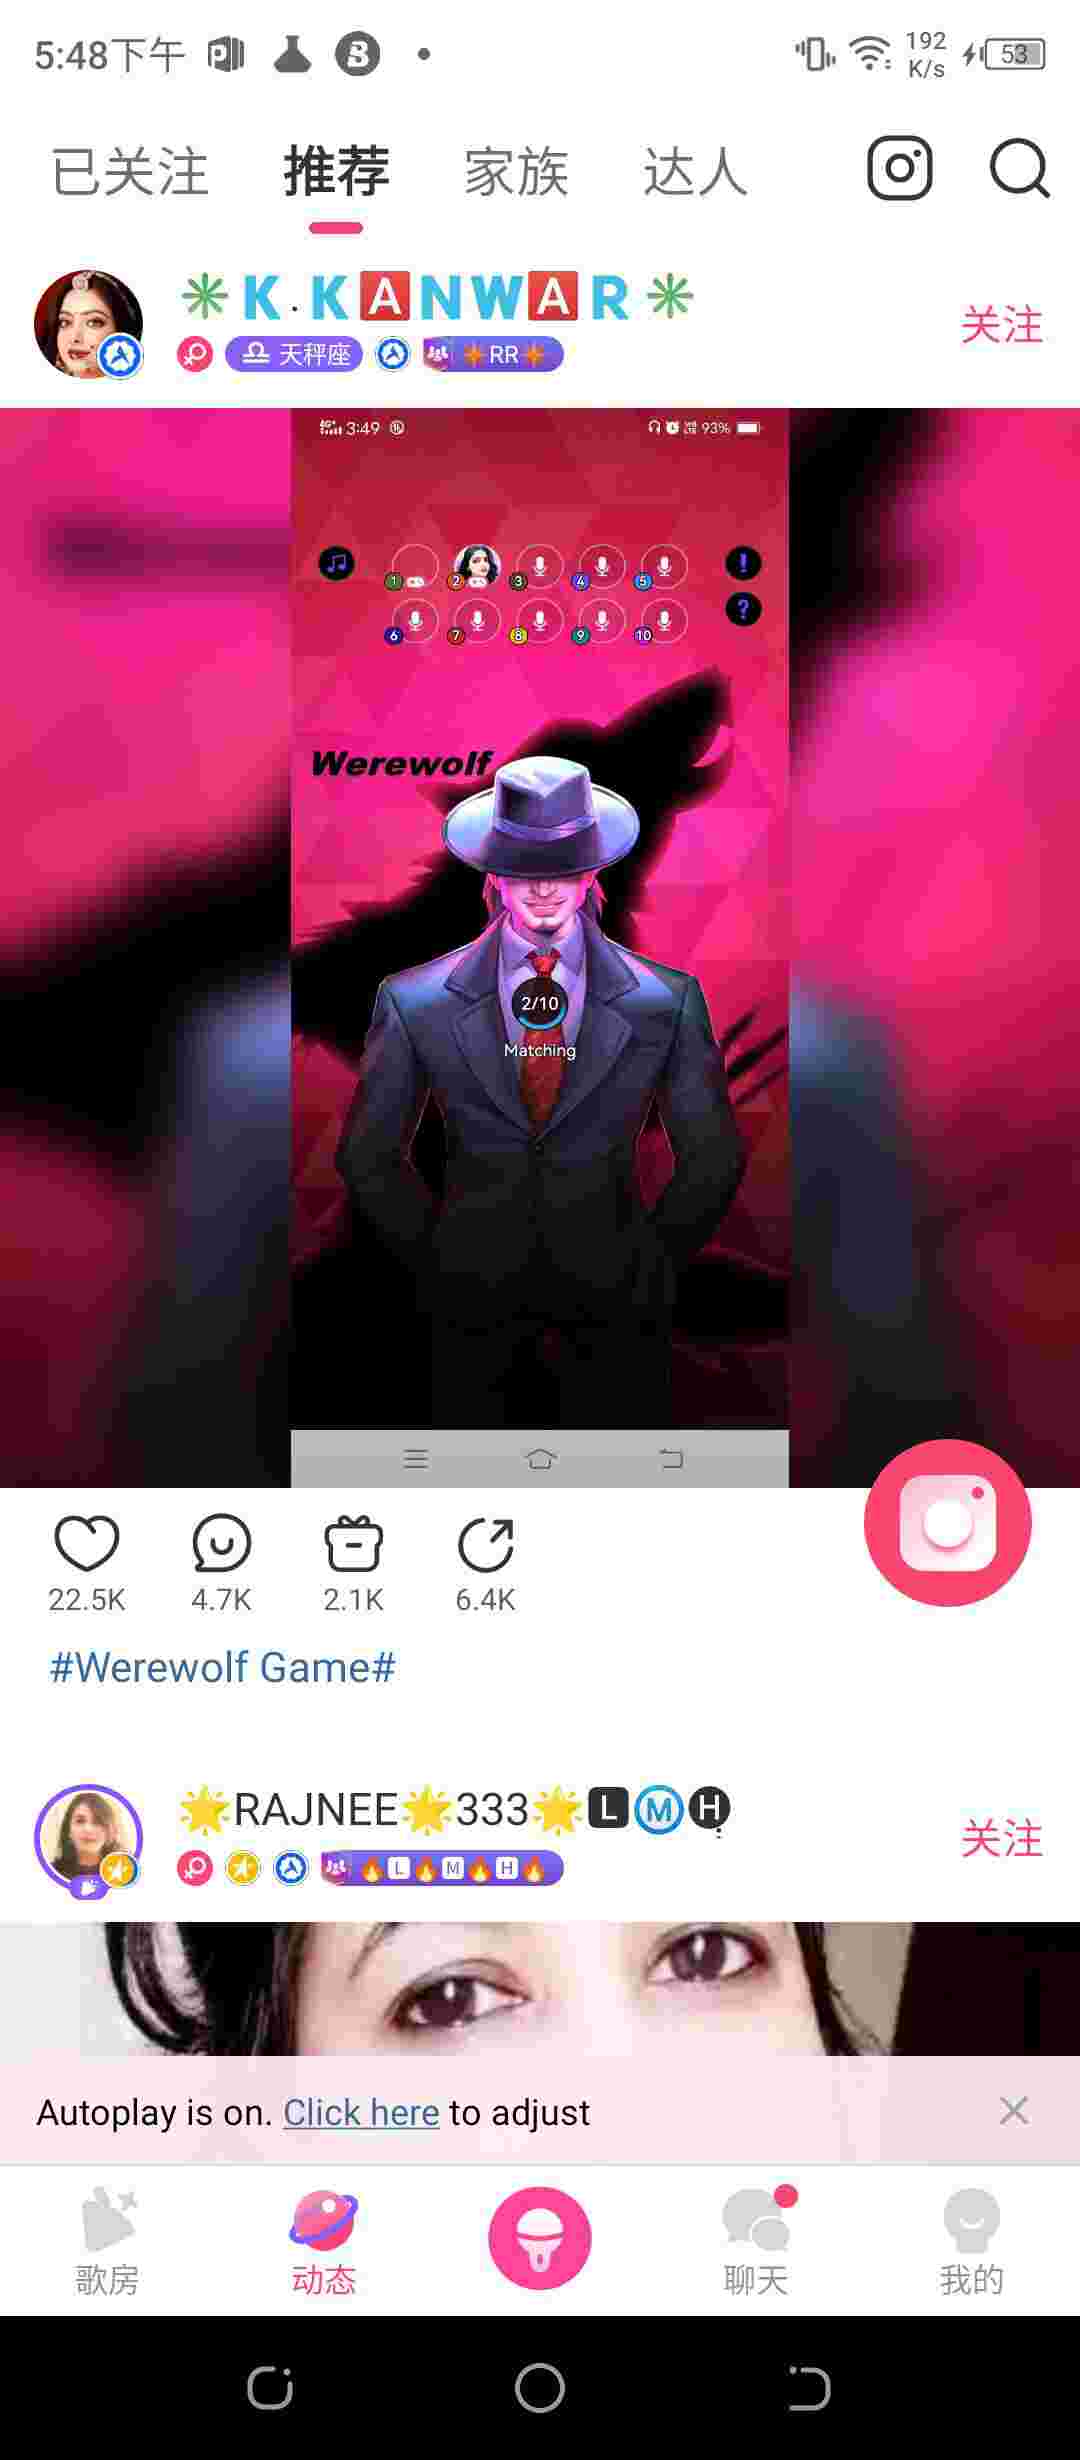 5:48下午 192 K/s 53
已关注 推荐 家族 达人
K.KANWAR 关注
天秤座 RR
4G 3:49 93%
1 2 3 4 5
6 7 8 9 10
Werewolf
2/10
Matching
22.5K 4.7K 2.1K 6.4K
#Werewolf Game#
RAJNEE 333 L M H 关注
L M H
Autoplay is on. Click here to adjust
歌房 动态 聊天 我的